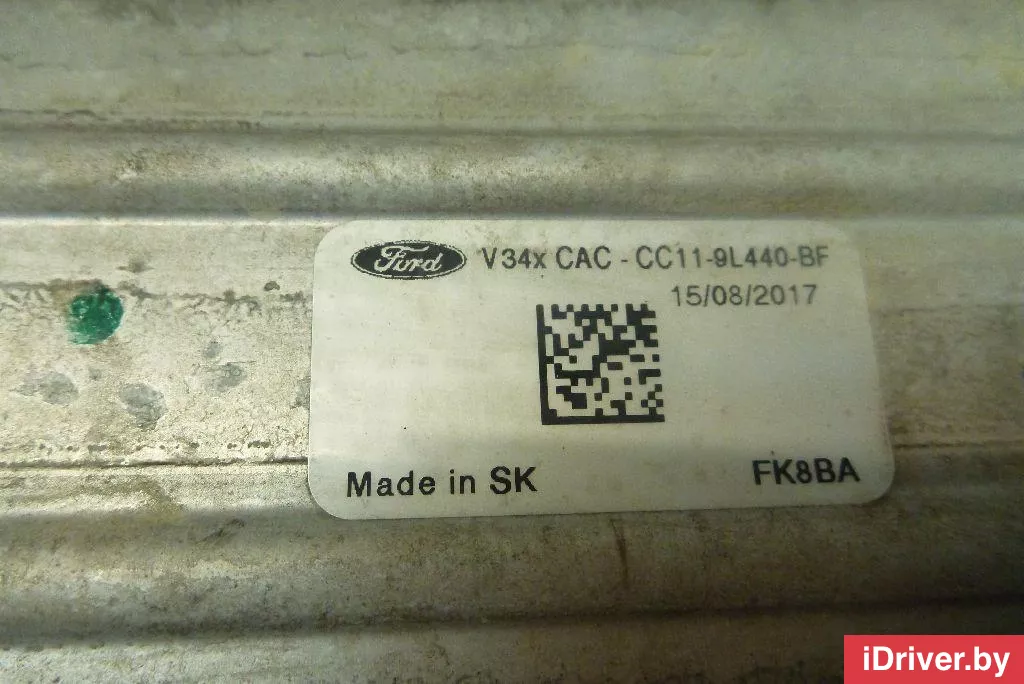 Ford V34x CAC - CC11-9L440-BF
15/08/2017
Made in SK FK8BA
iDriver.by